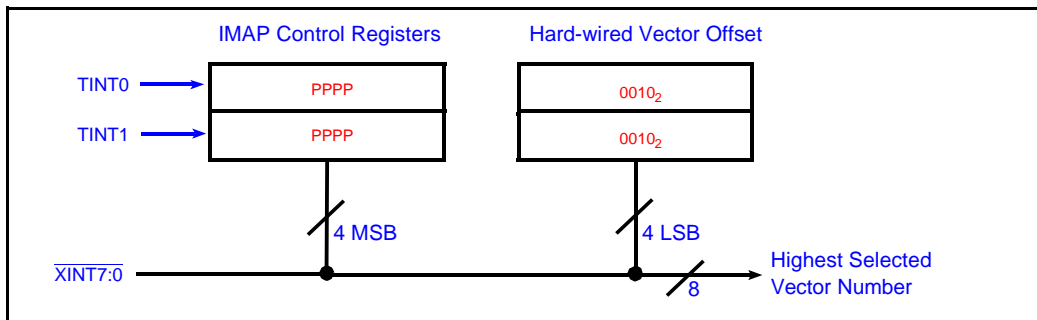 IMAP Control Registers
Hard-wired Vector Offset
TINT0
PPPP
0010₂
TINT1
PPPP
0010₂
4 MSB
4 LSB
XINT7:0
8
Highest Selected
Vector Number